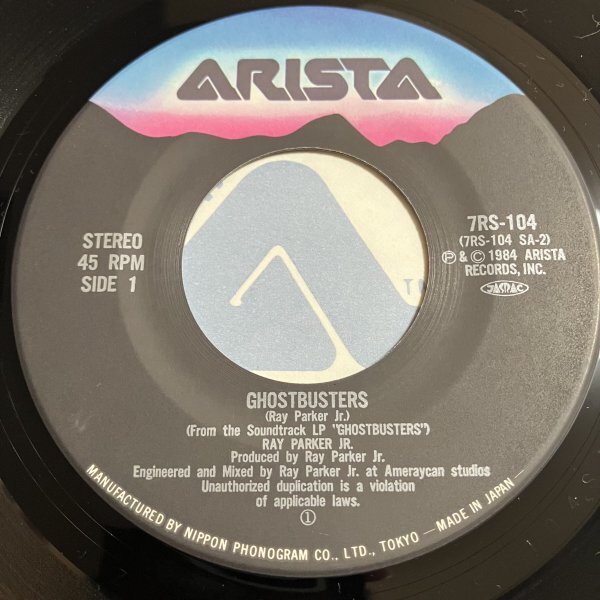 ARISTA
STEREO
45 RPM
SIDE 1
7RS-104
(7RS-104 SA-2)
Ⓟ & © 1984 ARISTA
RECORDS, INC.
JASRAC
GHOSTBUSTERS
(Ray Parker Jr.)
(From the Soundtrack LP "GHOSTBUSTERS")
RAY PARKER JR.
Produced by Ray Parker Jr.
Engineered and Mixed by Ray Parker Jr. at Ameraycan studios
Unauthorized duplication is a violation
of applicable laws.
①
MANUFACTURED BY NIPPON PHONOGRAM CO., LTD., TOKYO — MADE IN JAPAN —